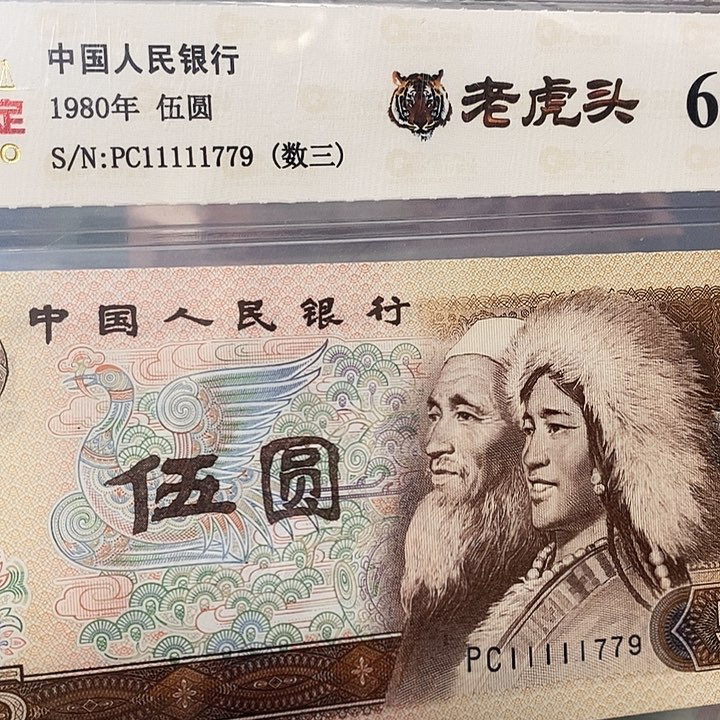 中国人民银行
1980年 伍圆
S/N:PC11111779 (数三)
老虎头
6
中国人民银行
伍圆
PC11111779